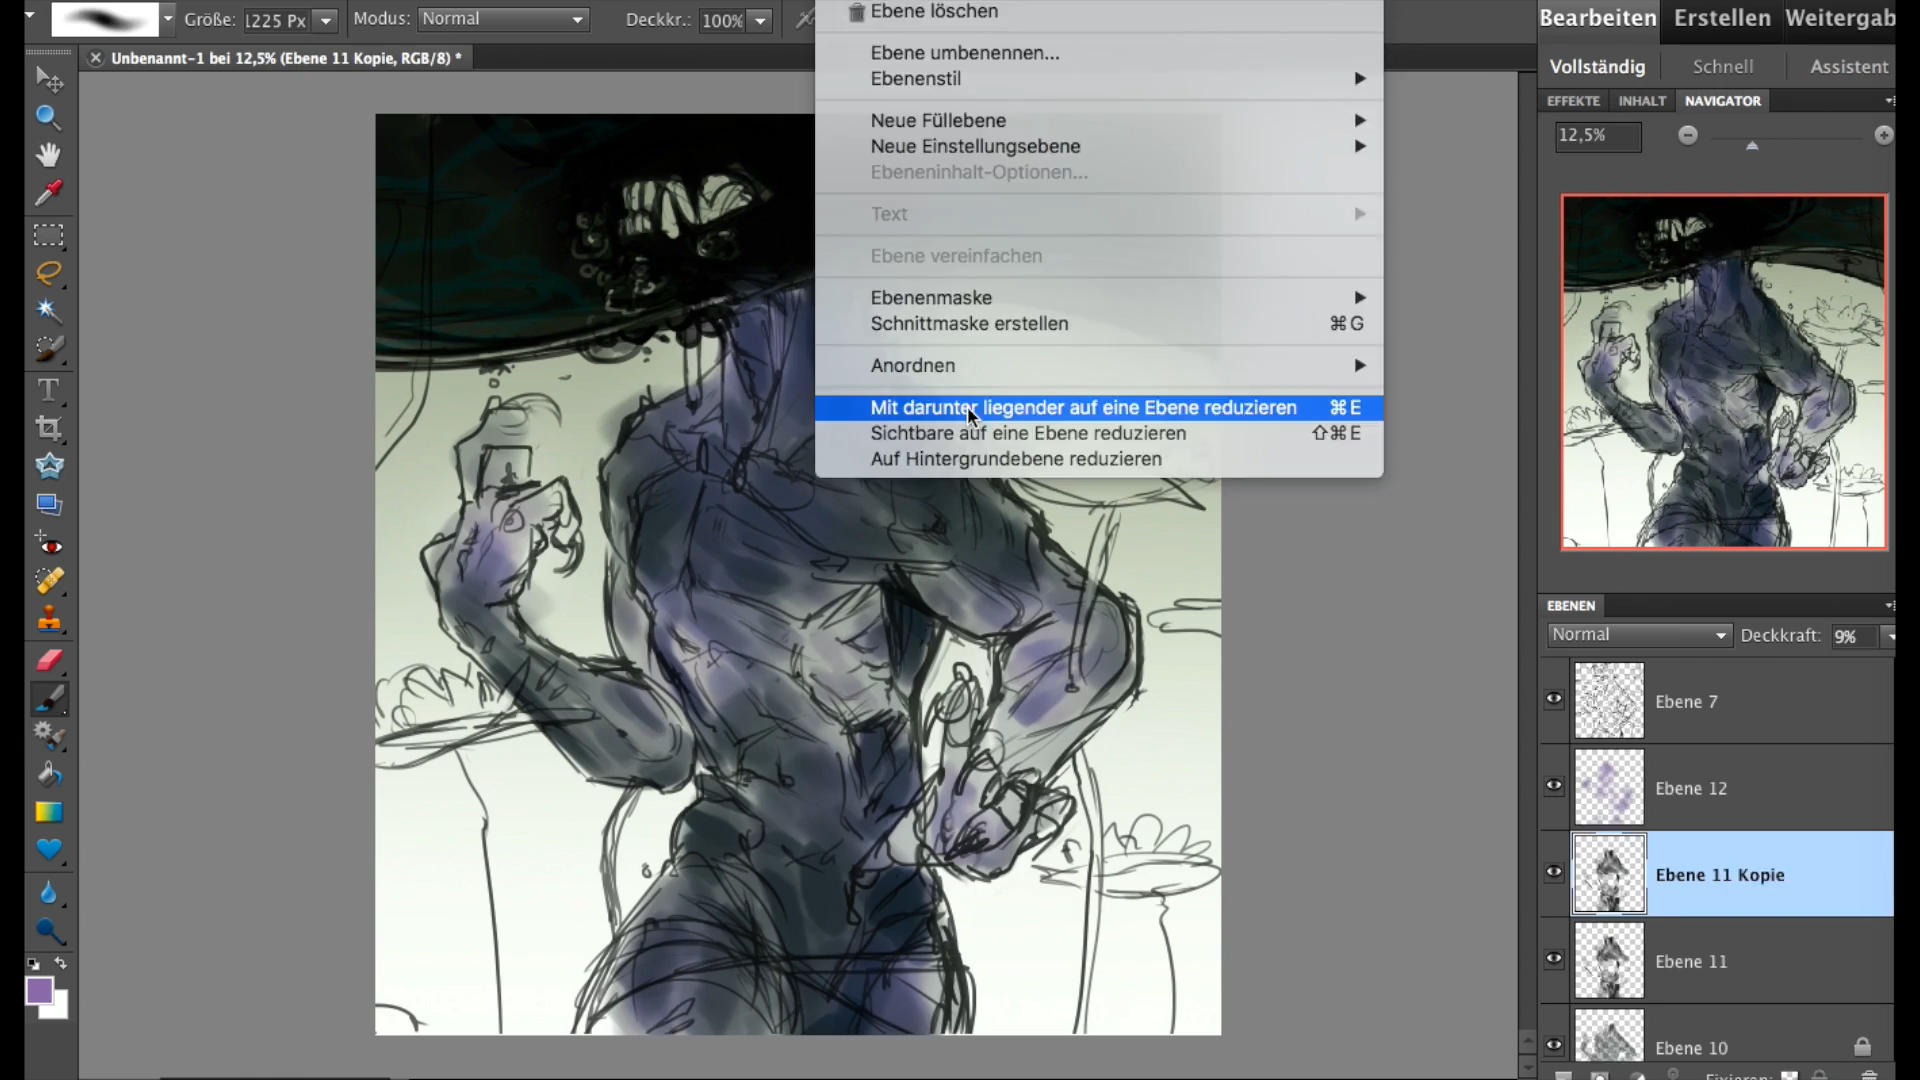 Größe: 1225 Px Modus: Normal Deckkr.: 100%
Unbenannt-1 bei 12,5% (Ebene 11 Kopie, RGB/8) *
Ebene löschen
Ebene umbenennen...
Ebenenstil
Neue Füllebene
Neue Einstellungsebene
Ebeneninhalt-Optionen...
Text
Ebene vereinfachen
Ebenenmaske
Schnittmaske erstellen ⌘G
Anordnen
Mit darunter liegender auf eine Ebene reduzieren ⌘E
Sichtbare auf eine Ebene reduzieren ⇧⌘E
Auf Hintergrundebene reduzieren
Bearbeiten Erstellen Weitergab
Vollständig Schnell Assistent
EFFEKTE INHALT NAVIGATOR
12,5%
EBENEN
Normal Deckkraft: 9%
Ebene 7
Ebene 12
Ebene 11 Kopie
Ebene 11
Ebene 10
Fixieren: